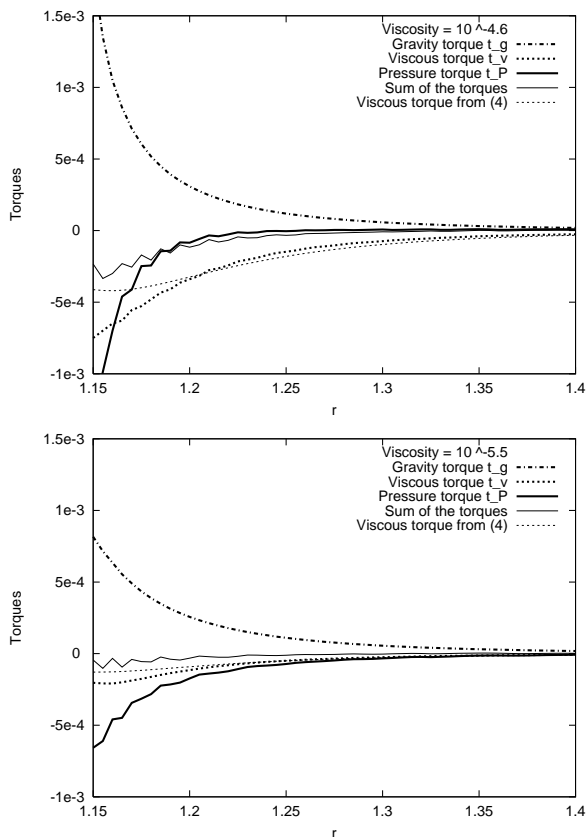 1.5e-3
1e-3
5e-4
0
-5e-4
-1e-3
Torques
Viscosity = 10 ^-4.6
Gravity torque t_g
Viscous torque t_v
Pressure torque t_P
Sum of the torques
Viscous torque from (4)
1.15 1.2 1.25 1.3 1.35 1.4
r
1.5e-3
1e-3
5e-4
0
-5e-4
-1e-3
Torques
Viscosity = 10 ^-5.5
Gravity torque t_g
Viscous torque t_v
Pressure torque t_P
Sum of the torques
Viscous torque from (4)
1.15 1.2 1.25 1.3 1.35 1.4
r